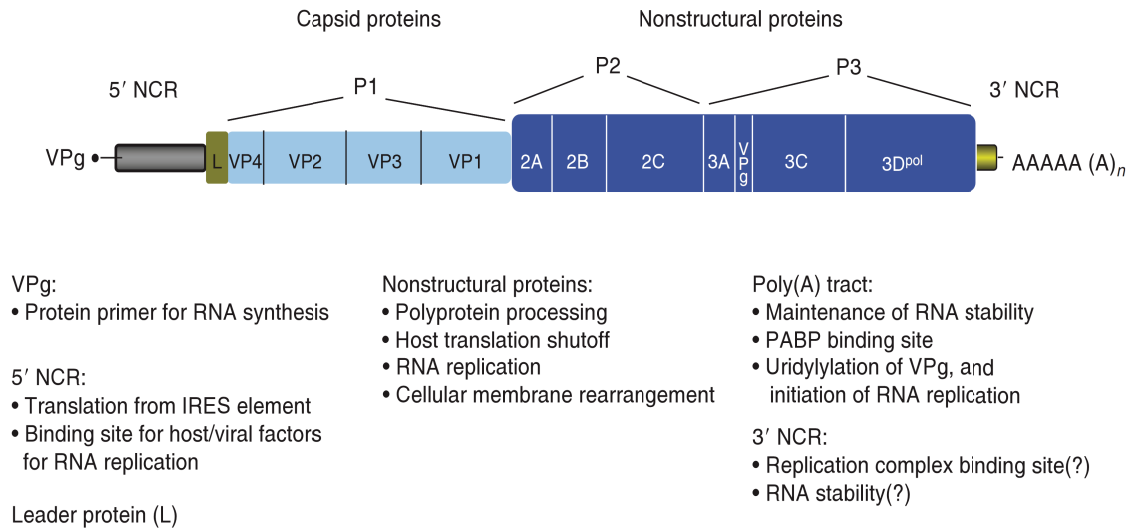 Capsid proteins
Nonstructural proteins
5′ NCR
P1
P2
P3
3′ NCR
VPg •
L
VP4
VP2
VP3
VP1
2A
2B
2C
3A
VPg
3C
3Dpol
AAAAA (A)n
VPg:
• Protein primer for RNA synthesis
5′ NCR:
• Translation from IRES element
• Binding site for host/viral factors
for RNA replication
Leader protein (L)
Nonstructural proteins:
• Polyprotein processing
• Host translation shutoff
• RNA replication
• Cellular membrane rearrangement
Poly(A) tract:
• Maintenance of RNA stability
• PABP binding site
• Uridylylation of VPg, and
initiation of RNA replication
3′ NCR:
• Replication complex binding site(?)
• RNA stability(?)